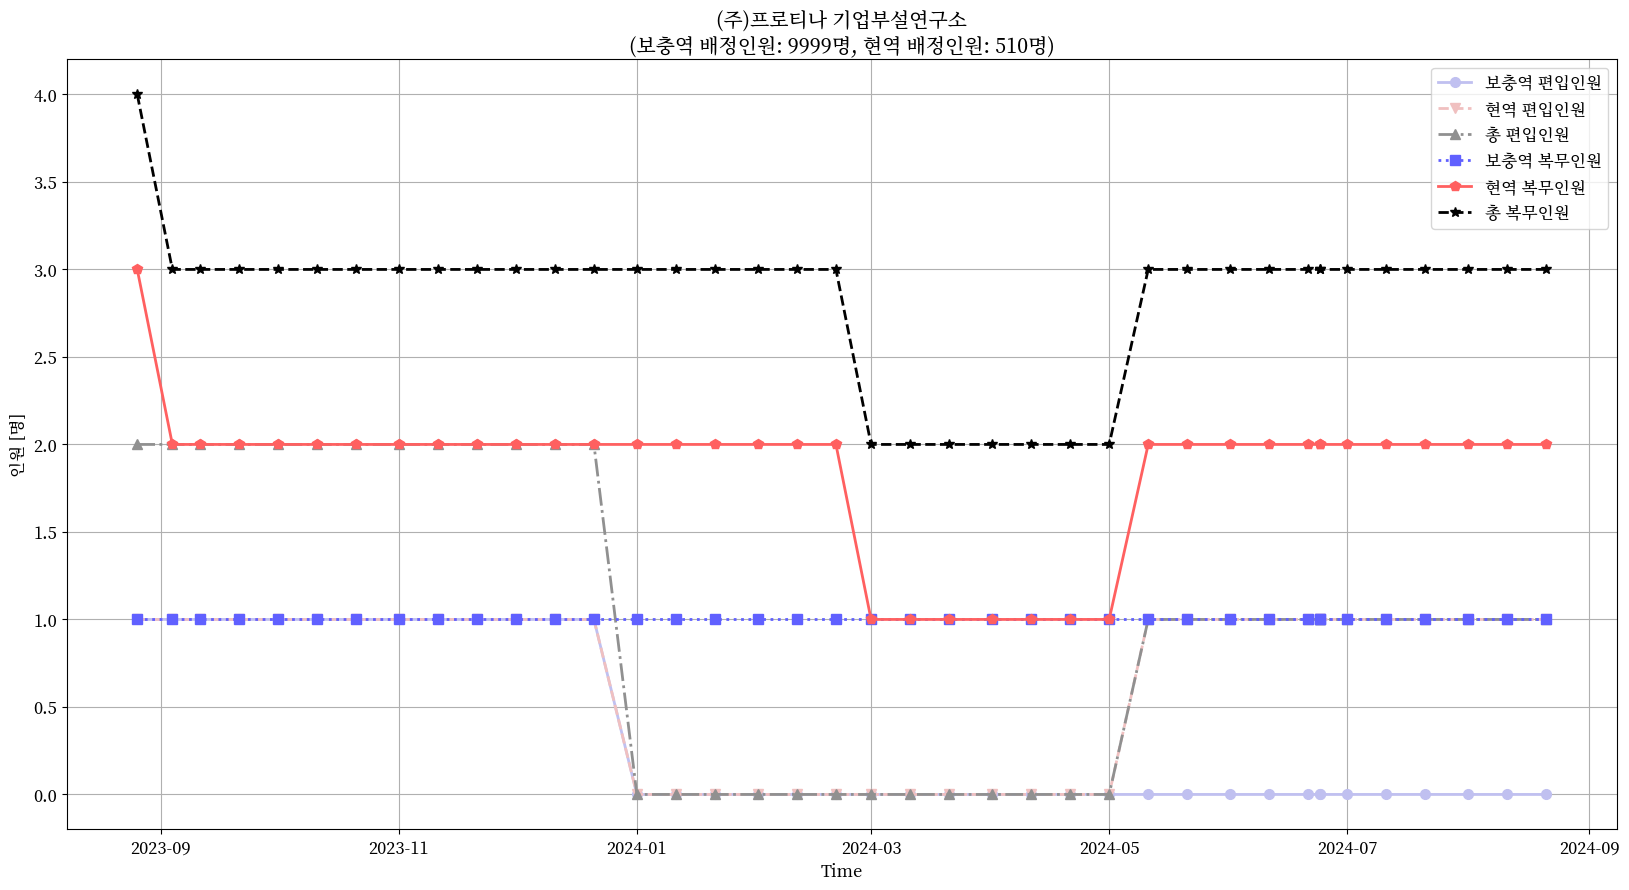 (주)프로티나 기업부설연구소
(보충역 배정인원: 9999명, 현역 배정인원: 510명)
보충역 편입인원
현역 편입인원
총 편입인원
보충역 복무인원
현역 복무인원
총 복무인원
인원 [명]
4.0
3.5
3.0
2.5
2.0
1.5
1.0
0.5
0.0
2023-09 2023-11 2024-01 2024-03 2024-05 2024-07 2024-09
Time